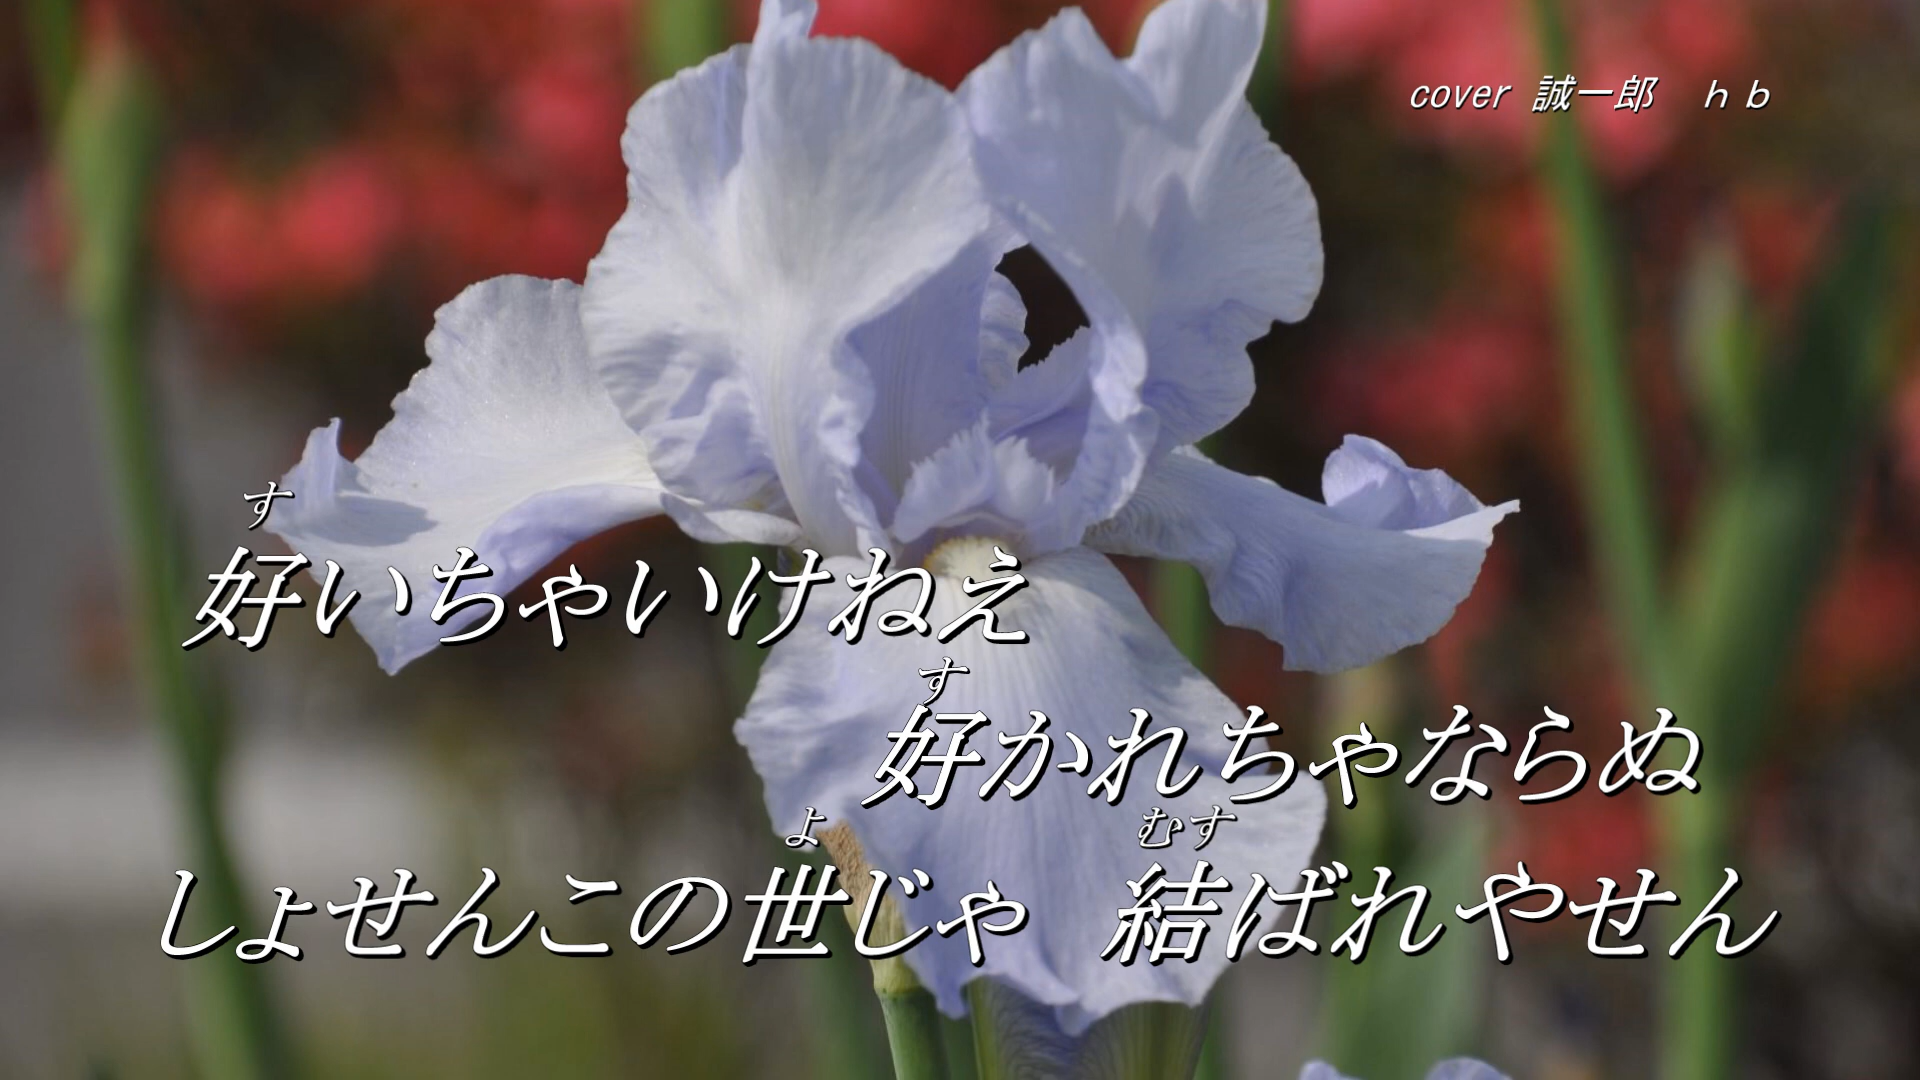 cover 誠一郎　ｈｂ
す
好いちゃいけねえ
す
好かれちゃならぬ
よ　むす
しょせんこの世じゃ　結ばれやせん